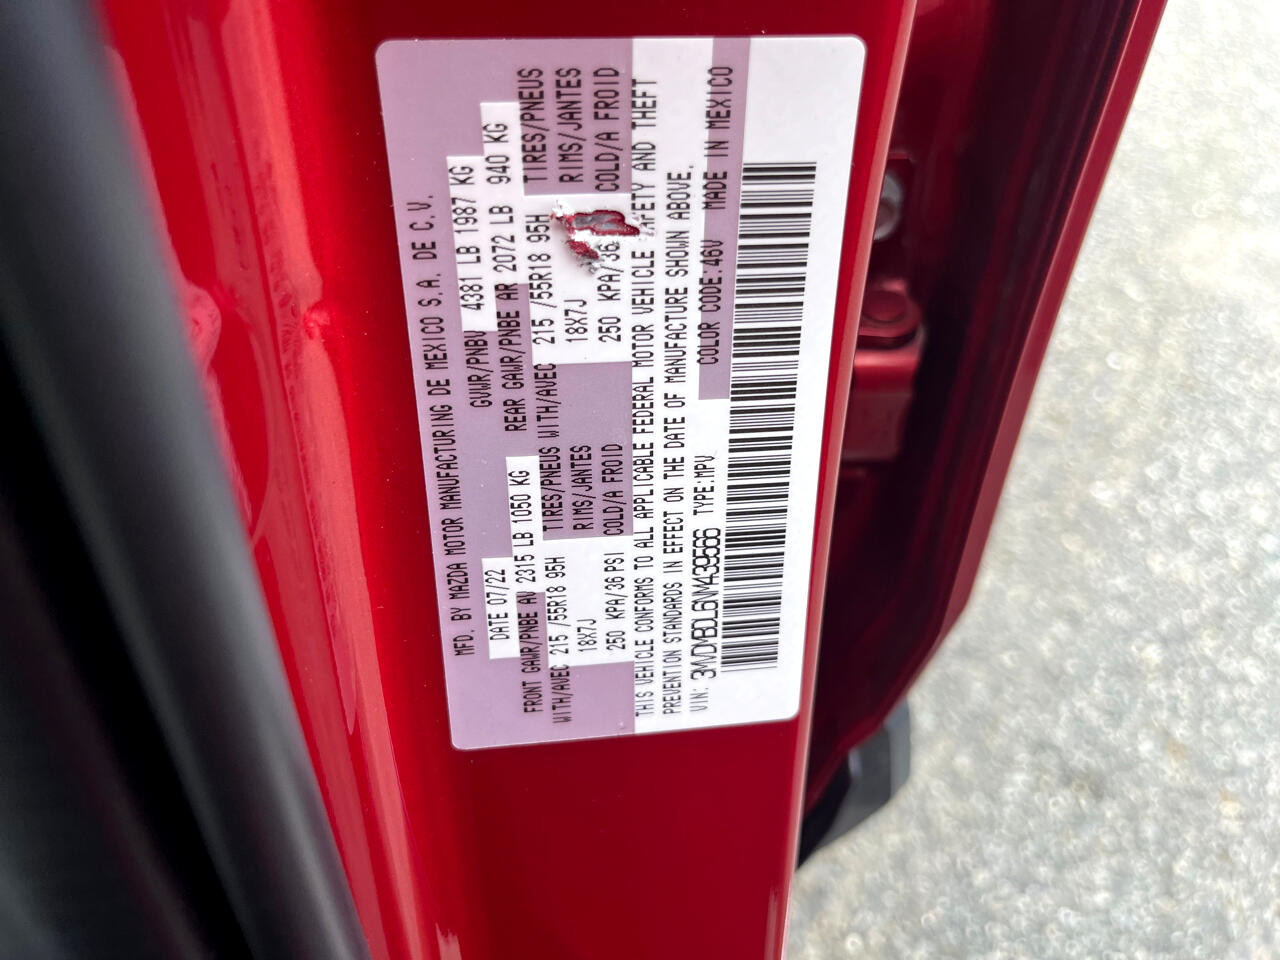 MFD. BY MAZDA MOTOR MANUFACTURING DE MEXICO S.A. DE C.V.
DATE 07/22 GVWR/PNBV 4381 LB 1987 KG
FRONT GAWR/PNBE AV 2315 LB 1050 KG REAR GAWR/PNBE AR 2072 LB 940 KG
WITH/AVEC 215 /55R18 95H TIRES/PNEUS WITH/AVEC 215 /55R18 95H TIRES/PNEUS
18X7J RIMS/JANTES 18X7J RIMS/JANTES
250 KPA/36 PSI COLD/A FROID 250 KPA/36 COLD/A FROID
THIS VEHICLE CONFORMS TO ALL APPLICABLE FEDERAL MOTOR VEHICLE SAFETY AND THEFT
PREVENTION STANDARDS IN EFFECT ON THE DATE OF MANUFACTURE SHOWN ABOVE.
VIN: 3MVDMBDL6NM439566 TYPE:MPV COLOR CODE:46V MADE IN MEXICO